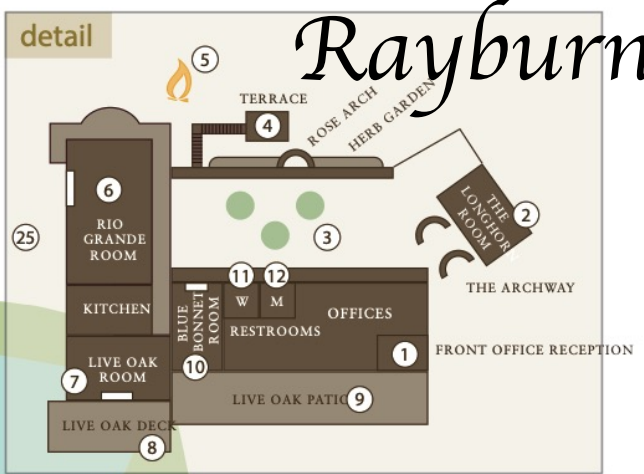 detail
Rayburn
5
TERRACE
4
ROSE ARCH
HERB GARDEN
6
RIO
GRANDE
ROOM
25
THE
LONGHOR
ROOM
2
3
THE ARCHWAY
KITCHEN
11
12
W
M
BLUE
BONNET
ROOM
RESTROOMS
OFFICES
10
1
FRONT OFFICE RECEPTION
LIVE OAK
ROOM
7
LIVE OAK PATIO
9
LIVE OAK DECK
8